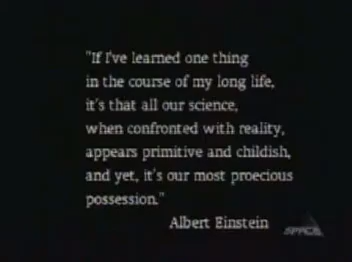 "If I've learned one thing
in the course of my long life,
it's that all our science,
when confronted with reality,
appears primitive and childish,
and yet, it's our most proecious
possession."
Albert Einstein
SPACE